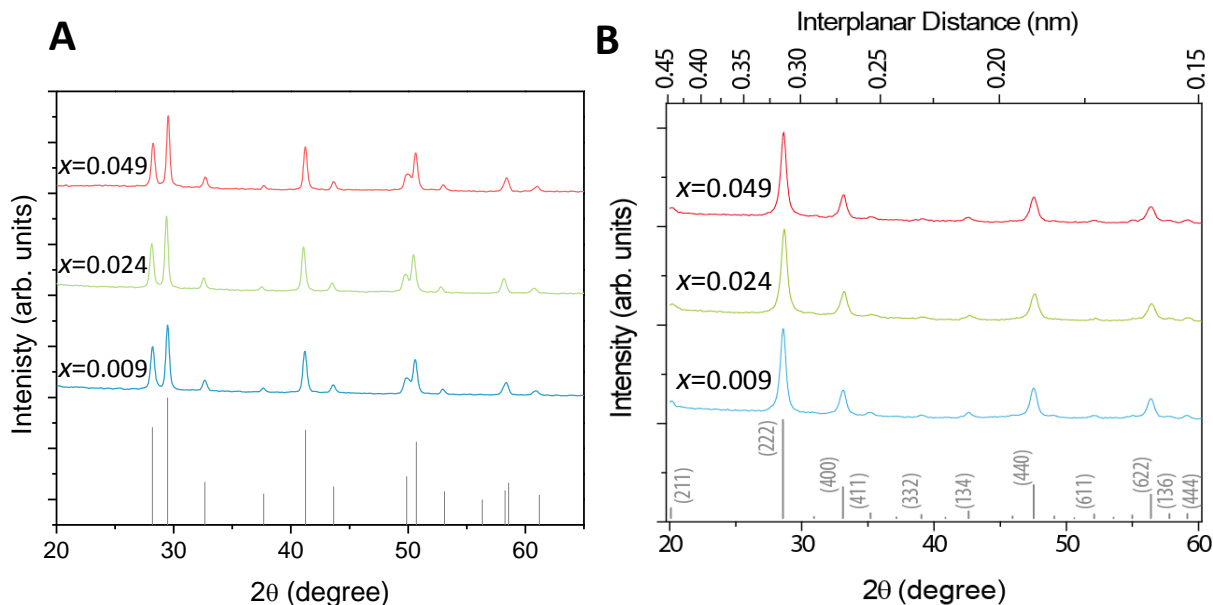 A
x=0.049
x=0.024
x=0.009
Intenisty (arb. units)
20 30 40 50 60
2θ (degree)
B
Interplanar Distance (nm)
0.45 0.40 0.35 0.30 0.25 0.20 0.15
x=0.049
x=0.024
x=0.009
Intensity (arb. units)
(211) (222) (400) (411) (332) (134) (440) (611) (622) (136) (444)
20 30 40 50 60
2θ (degree)